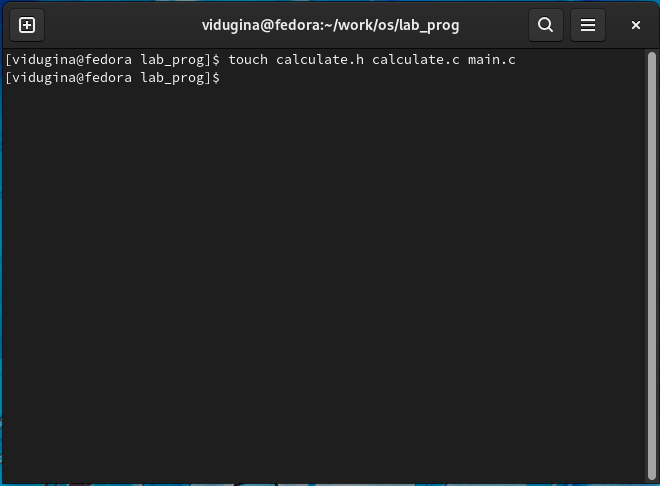 vidugina@fedora:~/work/os/lab_prog
[vidugina@fedora lab_prog]$ touch calculate.h calculate.c main.c
[vidugina@fedora lab_prog]$